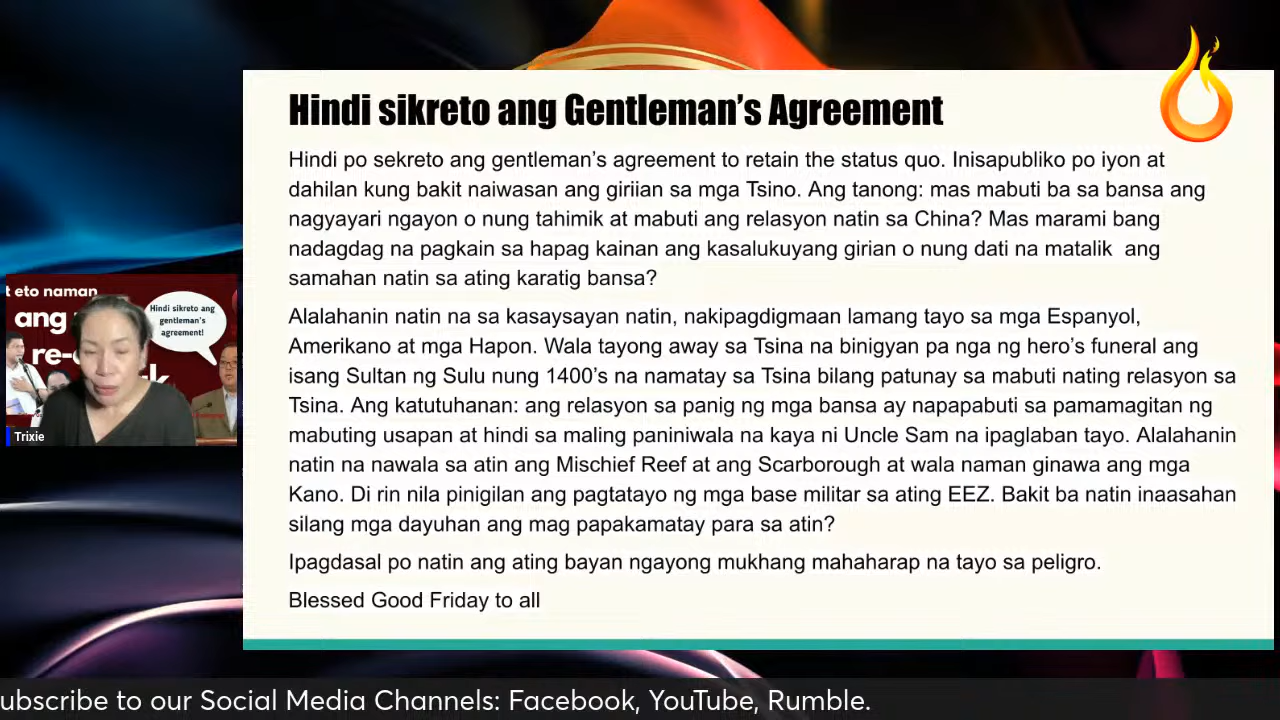 Hindi sikreto ang Gentleman's Agreement
Hindi po sekreto ang gentleman's agreement to retain the status quo. Inisapubliko po iyon at
dahilan kung bakit naiwasan ang giriian sa mga Tsino. Ang tanong: mas mabuti ba sa bansa ang
nagyayari ngayon o nung tahimik at mabuti ang relasyon natin sa China? Mas marami bang
nadagdag na pagkain sa hapag kainan ang kasalukuyang girian o nung dati na matalik ang
samahan natin sa ating karatig bansa?
Alalahanin natin na sa kasaysayan natin, nakipagdigmaan lamang tayo sa mga Espanyol,
Amerikano at mga Hapon. Wala tayong away sa Tsina na binigyan pa nga ng hero's funeral ang
isang Sultan ng Sulu nung 1400's na namatay sa Tsina bilang patunay sa mabuti nating relasyon sa
Tsina. Ang katutuhanan: ang relasyon sa panig ng mga bansa ay napapabuti sa pamamagitan ng
mabuting usapan at hindi sa maling paniniwala na kaya ni Uncle Sam na ipaglaban tayo. Alalahanin
natin na nawala sa atin ang Mischief Reef at ang Scarborough at wala naman ginawa ang mga
Kano. Di rin nila pinigilan ang pagtatayo ng mga base militar sa ating EEZ. Bakit ba natin inaasahan
silang mga dayuhan ang mag papakamatay para sa atin?
Ipagdasal po natin ang ating bayan ngayong mukhang mahaharap na tayo sa peligro.
Blessed Good Friday to all
t eto naman
ang
re-
k
Hindi sikreto ang
gentleman's
agreement!
Trixie
ubscribe to our Social Media Channels: Facebook, YouTube, Rumble.